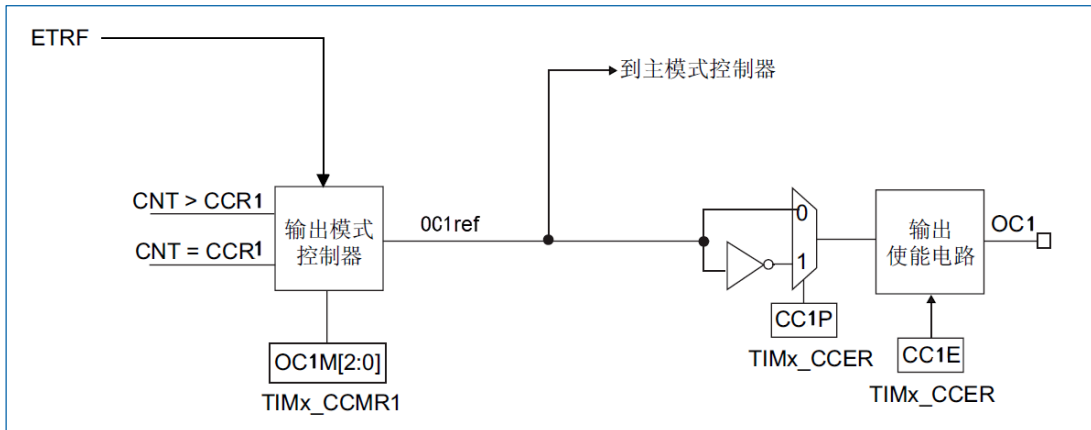 ETRF
到主模式控制器
CNT > CCR1
CNT = CCR1
输出模式
控制器
OC1ref
OC1M[2:0]
TIMx_CCMR1
0
1
CC1P
TIMx_CCER
输出
使能电路
OC1
CC1E
TIMx_CCER